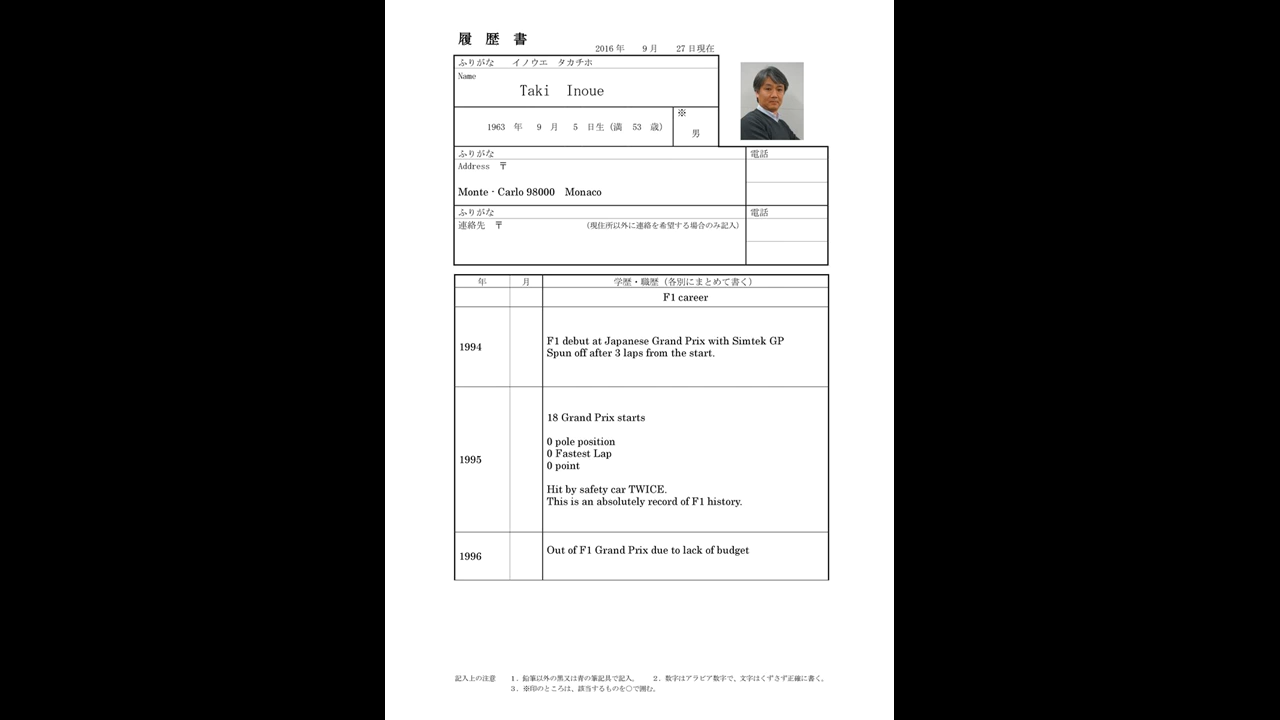 履 歴 書
2016 年 9 月 27 日現在
ふりがな イノウエ タカチホ
Name
Taki Inoue
1963 年 9 月 5 日生（満 53 歳）
※
男
ふりがな
電話
Address 〒
Monte‐Carlo 98000 Monaco
ふりがな
電話
連絡先 〒 （現住所以外に連絡を希望する場合のみ記入）
年 月 学歴・職歴（各別にまとめて書く）
F1 career
1994
F1 debut at Japanese Grand Prix with Simtek GP
Spun off after 3 laps from the start.
1995
18 Grand Prix starts
0 pole position
0 Fastest Lap
0 point
Hit by safety car TWICE.
This is an absolutely record of F1 history.
1996
Out of F1 Grand Prix due to lack of budget
記入上の注意 １．鉛筆以外の黒又は青の筆記具で記入。 ２．数字はアラビア数字で、文字はくずさず正確に書く。
３．※印のところは、該当するものを○で囲む。